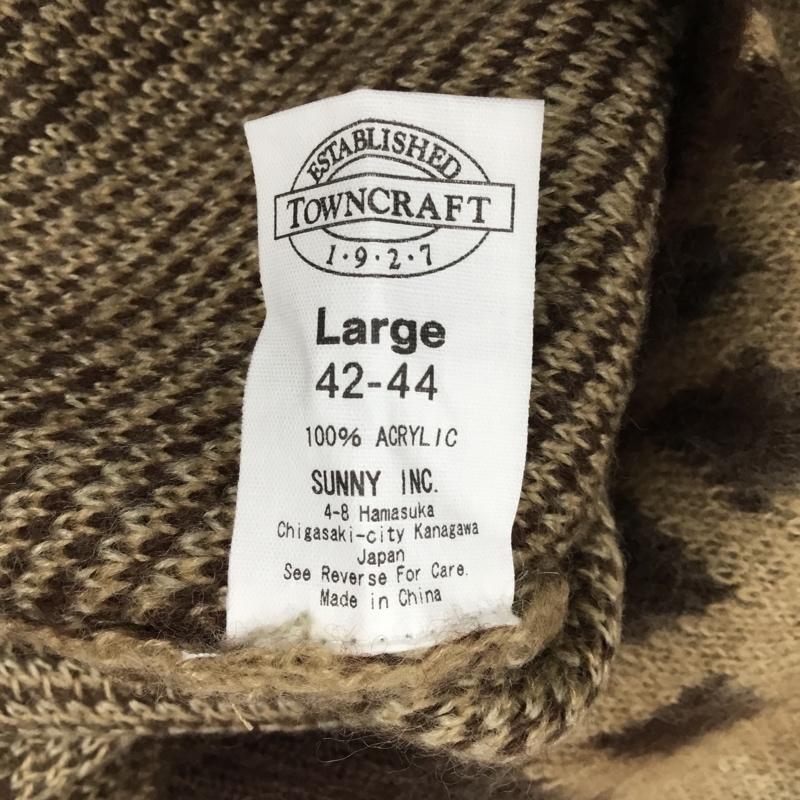 ESTABLISHED
TOWNCRAFT
1·9·2·7
Large
42-44
100% ACRYLIC
SUNNY INC.
4-8 Hamasuka
Chigasaki-city Kanagawa
Japan
See Reverse For Care.
Made in China